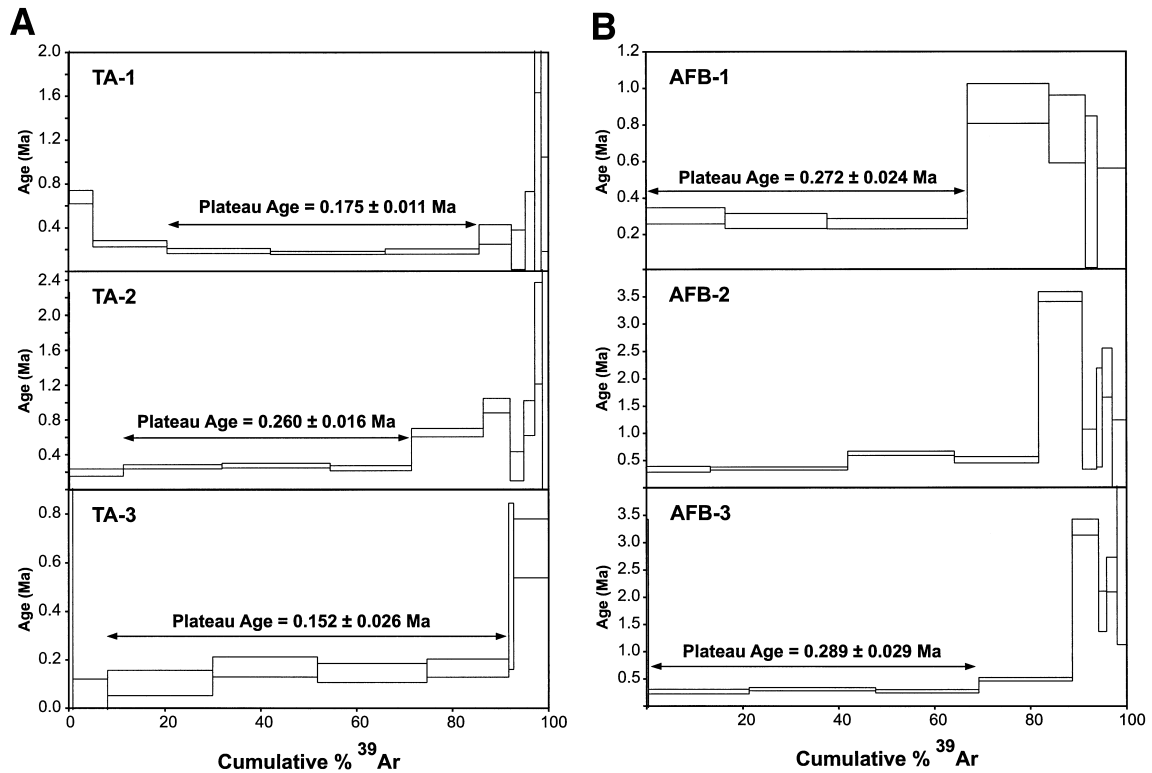 A
B
2.0
1.6
1.2
0.8
0.4
Age (Ma)
TA-1
Plateau Age = 0.175 ± 0.011 Ma
2.4
2.0
1.6
1.2
0.8
0.4
Age (Ma)
TA-2
Plateau Age = 0.260 ± 0.016 Ma
0.8
0.6
0.4
0.2
0.0
Age (Ma)
TA-3
Plateau Age = 0.152 ± 0.026 Ma
0 20 40 60 80 100
Cumulative % 39Ar
1.2
1.0
0.8
0.6
0.4
0.2
Age (Ma)
AFB-1
Plateau Age = 0.272 ± 0.024 Ma
3.5
3.0
2.5
2.0
1.5
1.0
0.5
Age (Ma)
AFB-2
3.5
3.0
2.5
2.0
1.0
0.5
Age (Ma)
AFB-3
Plateau Age = 0.289 ± 0.029 Ma
20 40 60 80 100
Cumulative % 39Ar